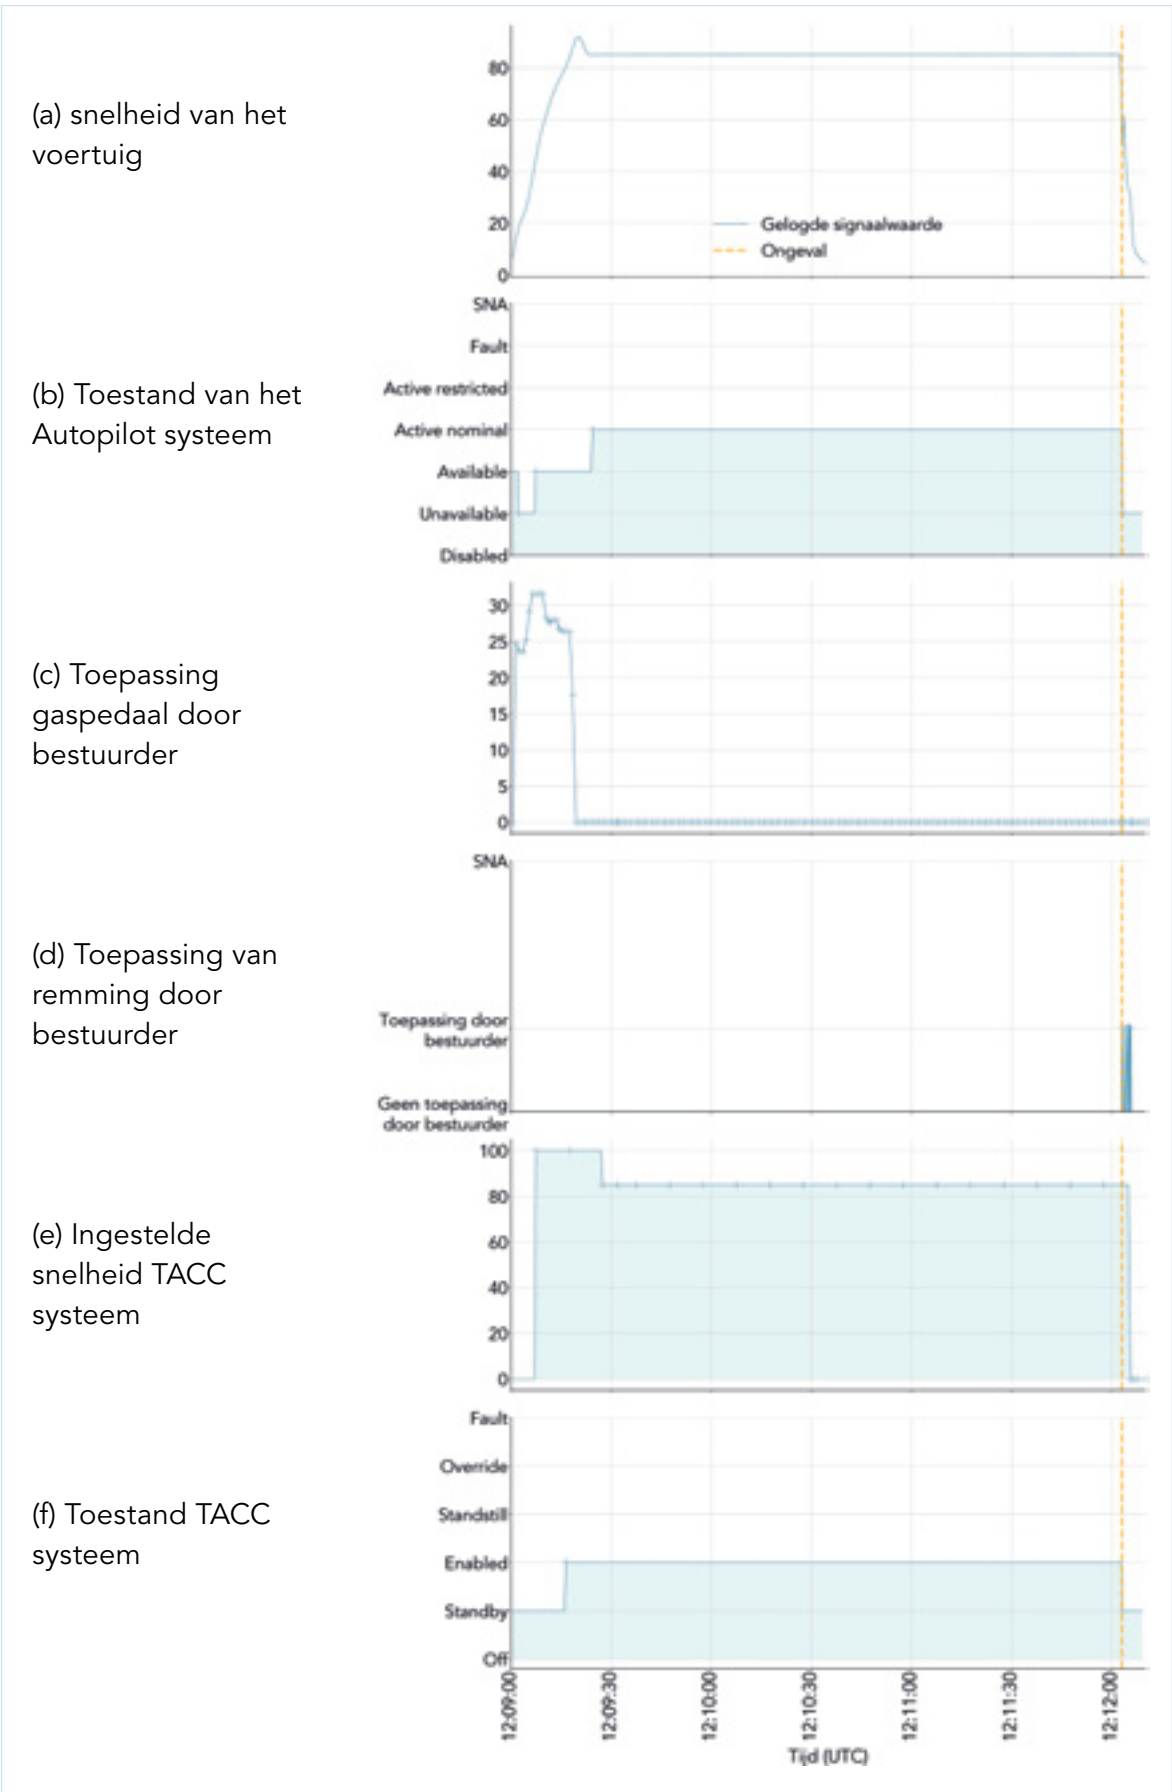 (a) snelheid van het
voertuig
80
60
40
20
0
Gelogde signaalwaarde
Ongeval
(b) Toestand van het
Autopilot systeem
SNA
Fault
Active restricted
Active nominal
Available
Unavailable
Disabled
(c) Toepassing
gaspedaal door
bestuurder
30
25
20
15
10
5
0
(d) Toepassing van
remming door
bestuurder
SNA
Toepassing door
bestuurder
Geen toepassing
door bestuurder
(e) Ingestelde
snelheid TACC
systeem
100
80
60
40
20
0
(f) Toestand TACC
systeem
Fault
Override
Standstill
Enabled
Standby
Off
12:09:00
12:09:30
12:10:00
12:10:30
12:11:00
12:11:30
12:12:00
Tijd (UTC)